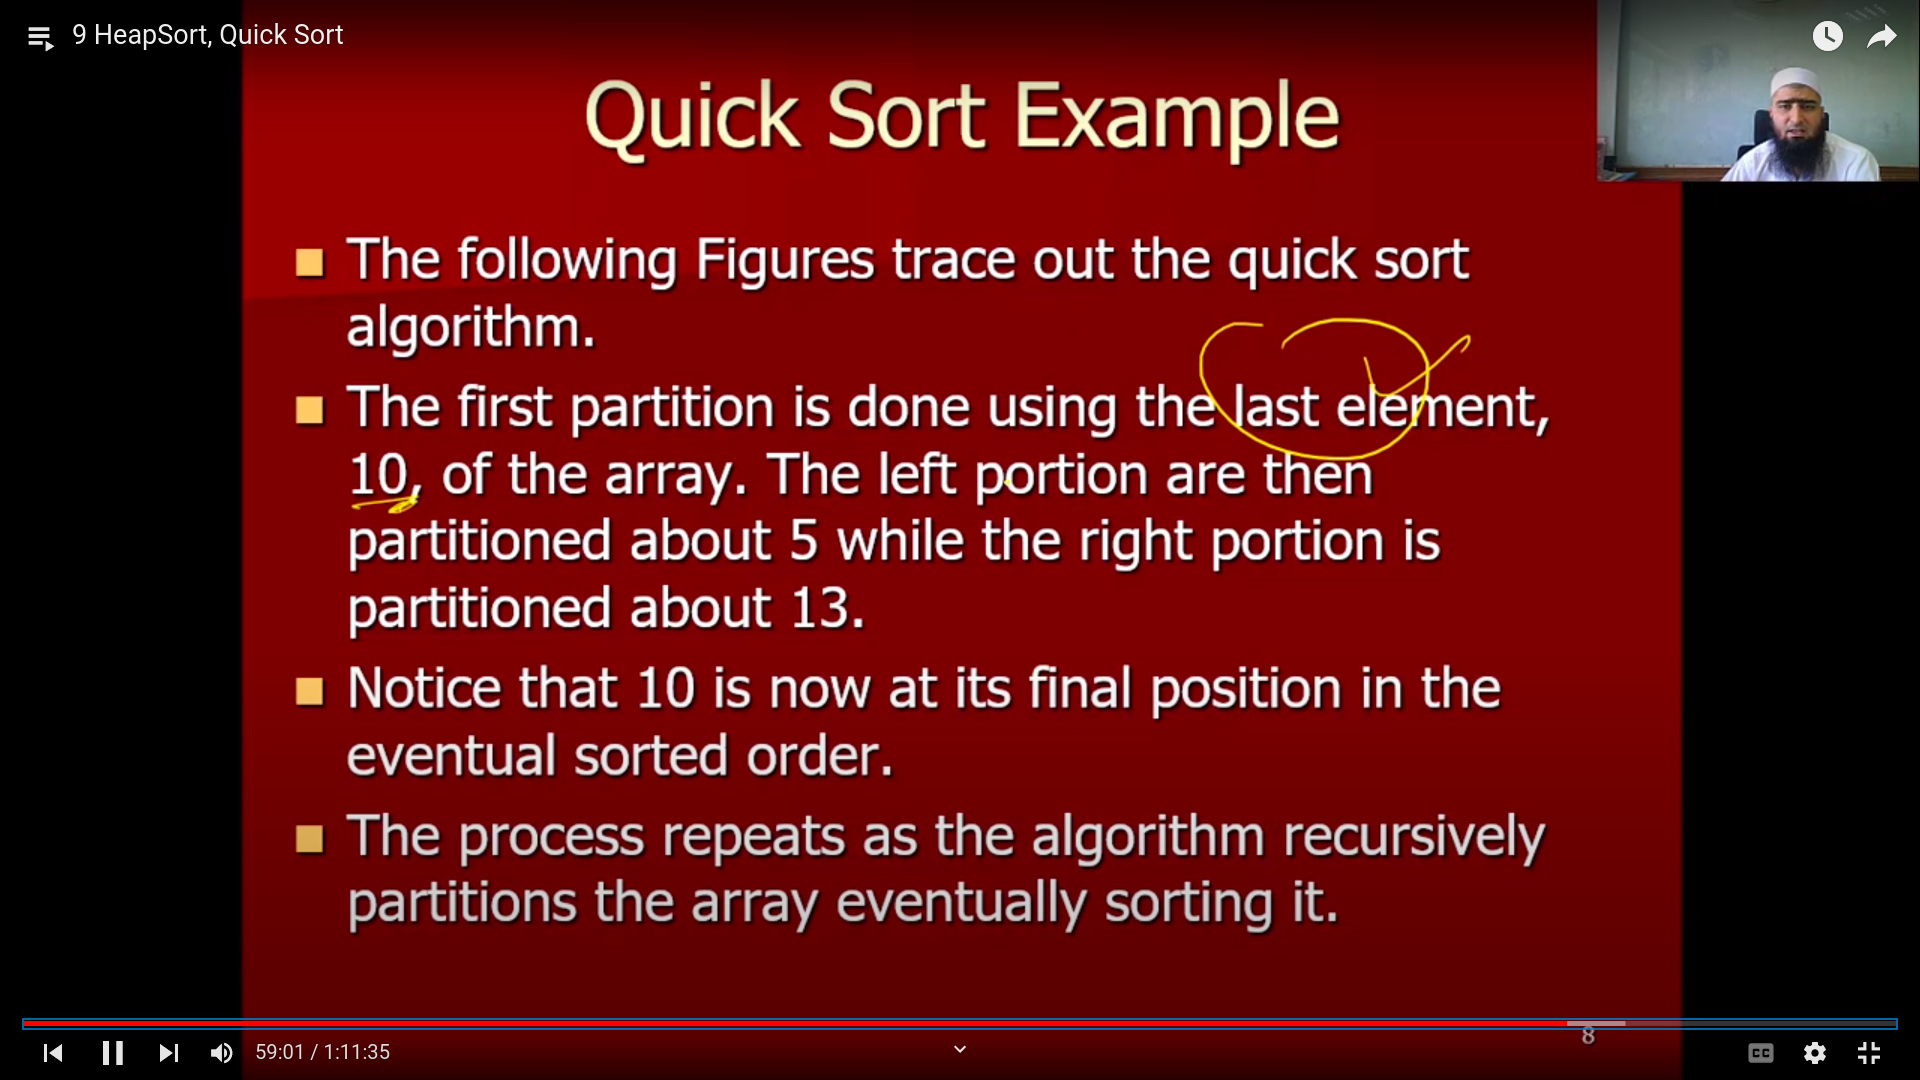 9 HeapSort, Quick Sort
Quick Sort Example
The following Figures trace out the quick sort
algorithm.
The first partition is done using the last element,
10, of the array. The left portion are then
partitioned about 5 while the right portion is
partitioned about 13.
Notice that 10 is now at its final position in the
eventual sorted order.
The process repeats as the algorithm recursively
partitions the array eventually sorting it.
8
59:01 / 1:11:35
CC